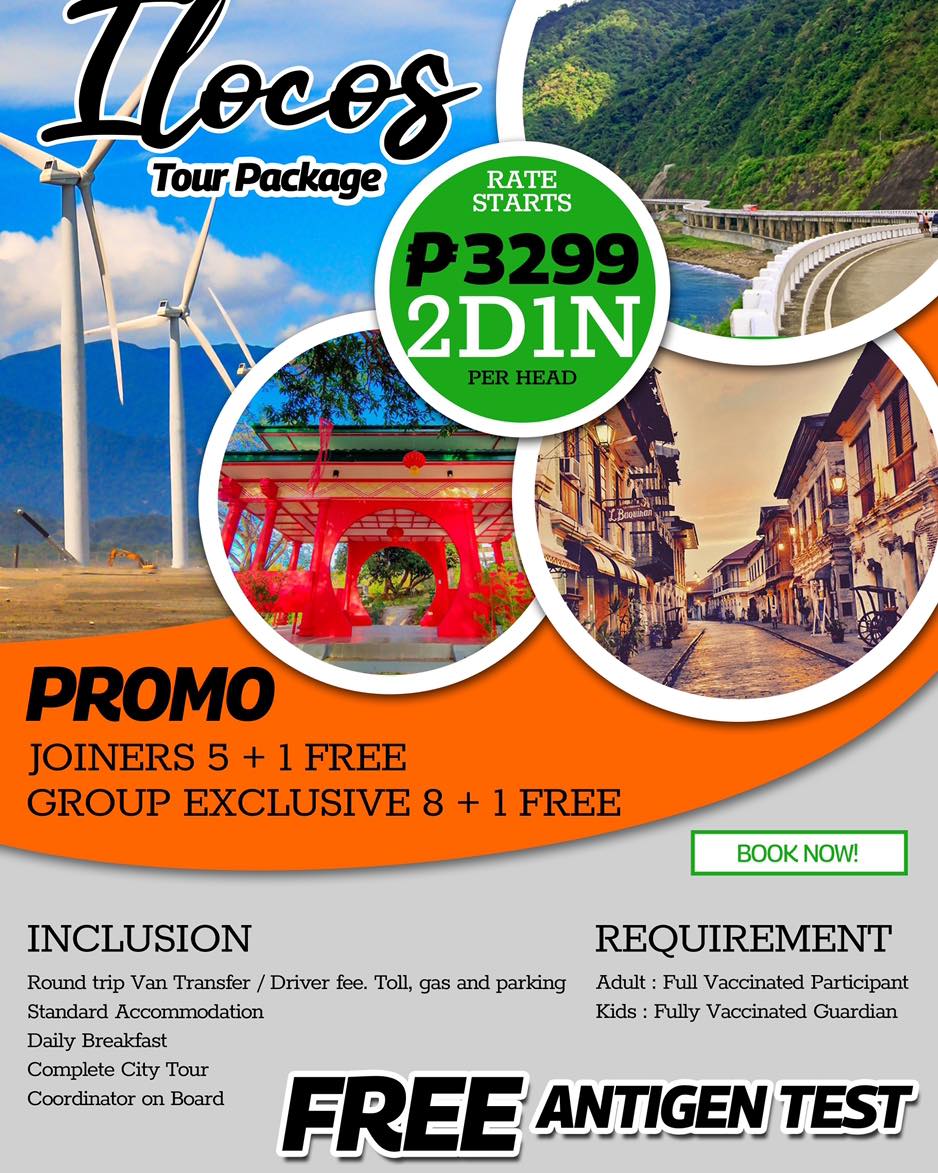 Ilocos
Tour Package
RATE
STARTS
₱3299
2D1N
PER HEAD
PROMO
JOINERS 5 + 1 FREE
GROUP EXCLUSIVE 8 + 1 FREE
BOOK NOW!
INCLUSION
Round trip Van Transfer / Driver fee. Toll, gas and parking
Standard Accommodation
Daily Breakfast
Complete City Tour
Coordinator on Board
REQUIREMENT
Adult : Full Vaccinated Participant
Kids : Fully Vaccinated Guardian
FREE ANTIGEN TEST